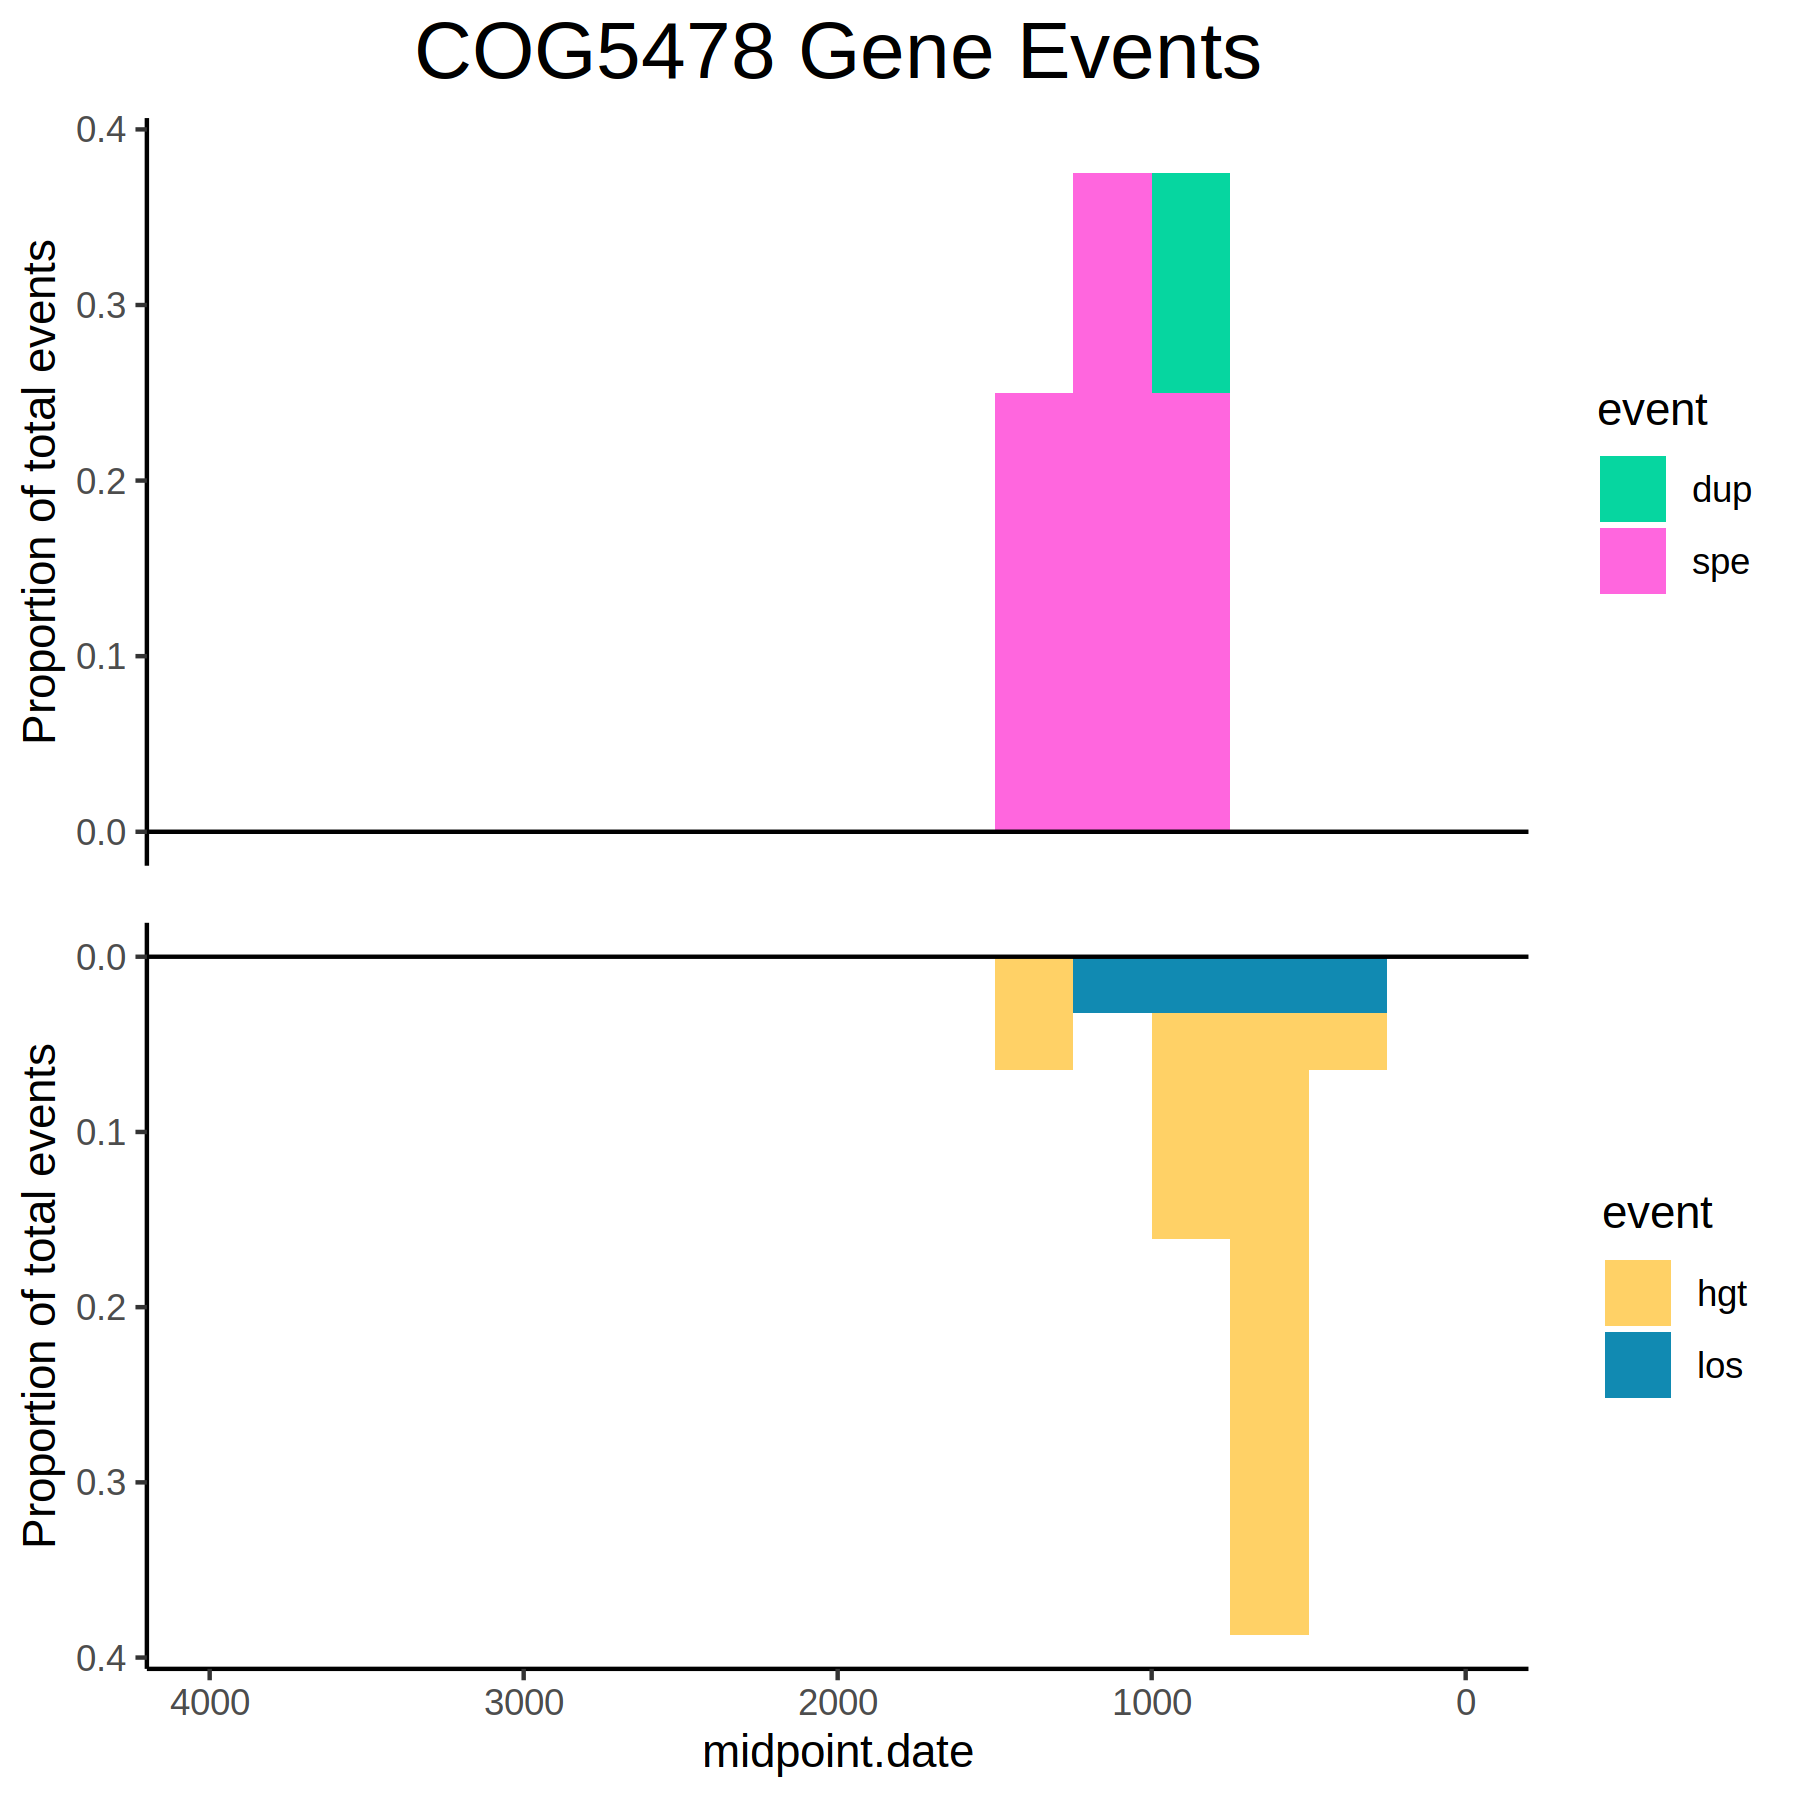 COG5478 Gene Events
Proportion of total events
0.4
0.3
0.2
0.1
0.0
event
dup
spe
Proportion of total events
0.0
0.1
0.2
0.3
0.4
event
hgt
los
4000 3000 2000 1000 0
midpoint.date